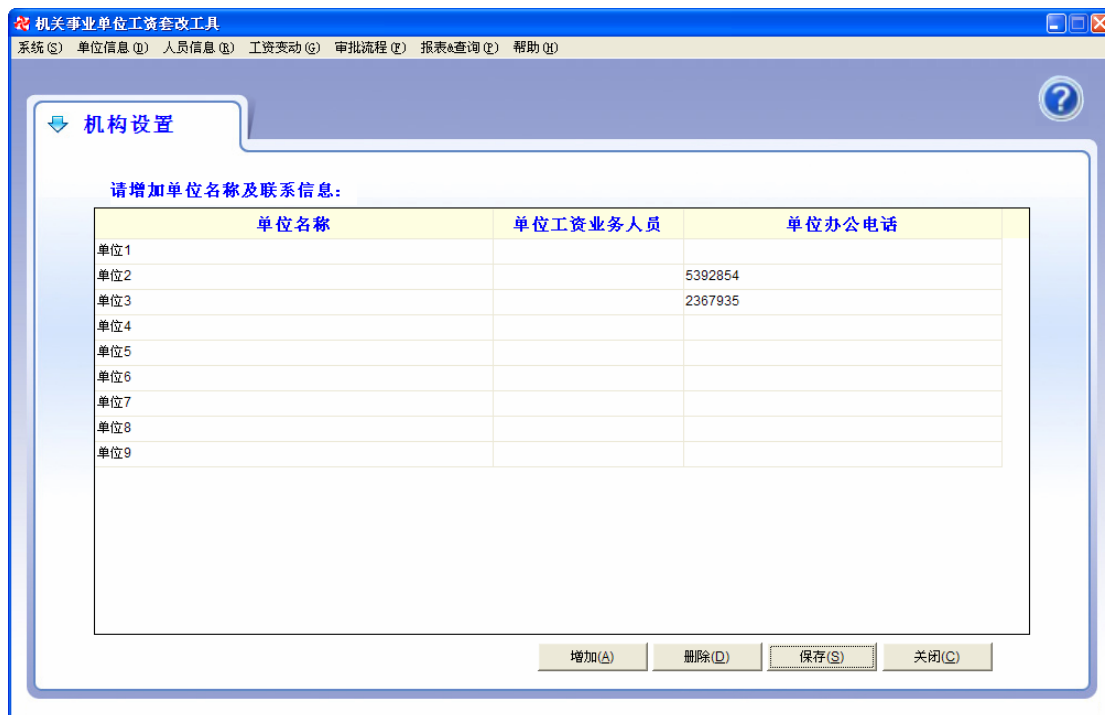 机关事业单位工资套改工具
系统(S) 单位信息(D) 人员信息(R) 工资变动(G) 审批流程(F) 报表&查询(P) 帮助(H)
?
机构设置
请增加单位名称及联系信息:
单位名称 单位工资业务人员 单位办公电话
单位1
单位2 5392854
单位3 2367935
单位4
单位5
单位6
单位7
单位8
单位9
增加(A) 删除(D) 保存(S) 关闭(C)